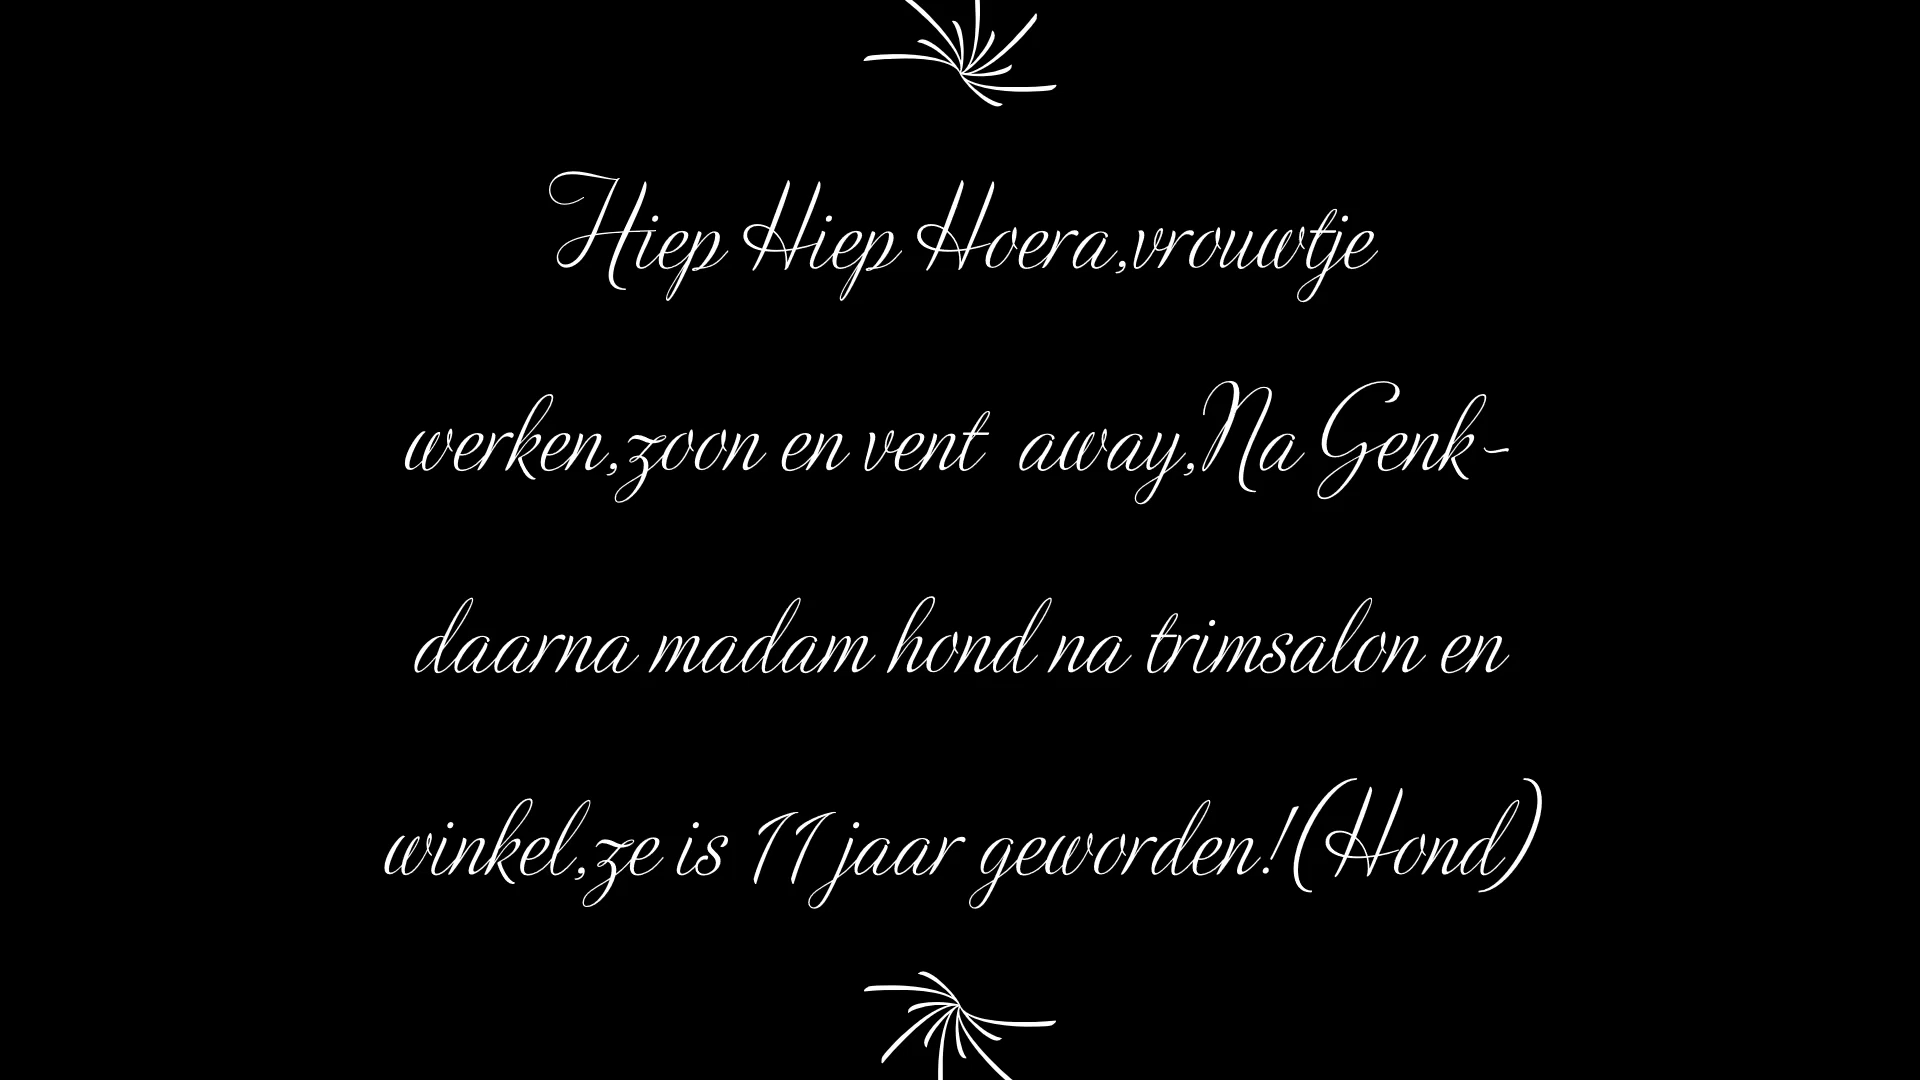 Hiep Hiep Hoera,vrouwtje
werken,zoon en vent  away,Na Genk-
daarna madam hond na trimsalon en
winkel,ze is 11 jaar geworden!(Hond)